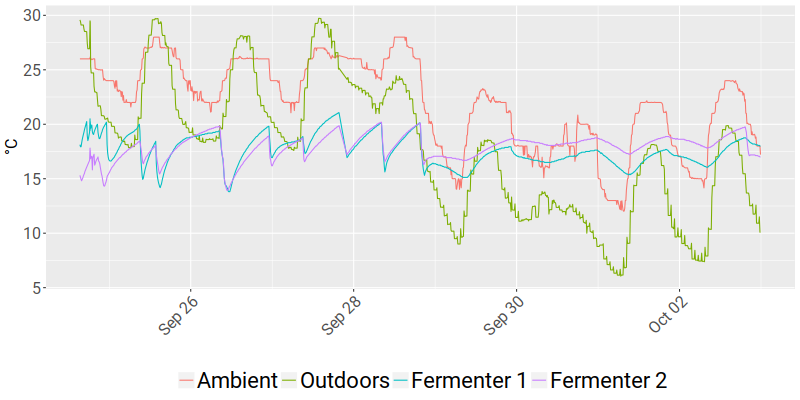 30
25
20
15
10
5
°C
Sep 26
Sep 28
Sep 30
Oct 02
Ambient Outdoors Fermenter 1 Fermenter 2